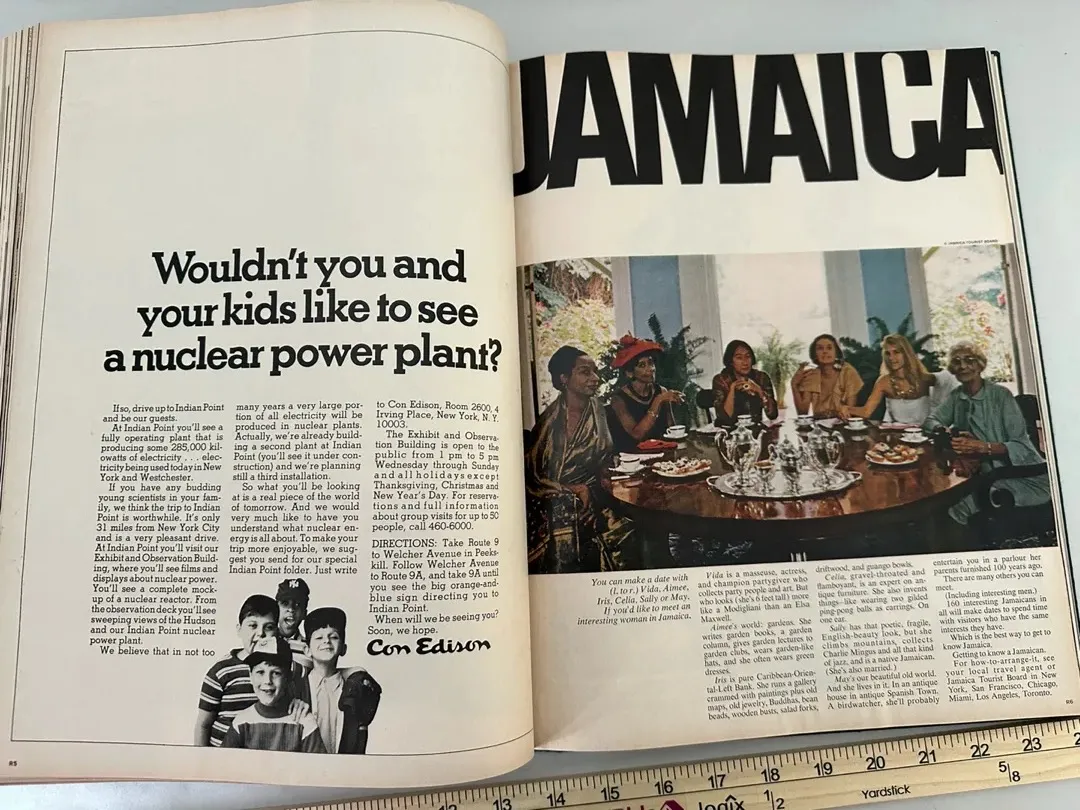 Wouldn't you and
your kids like to see
a nuclear power plant?
If so, drive up to Indian Point
and be our guests.
At Indian Point you'll see a
fully operating plant that is
producing some 285,000 kil-
owatts of electricity . . . elec-
tricity being used today in New
York and Westchester.
If you have any budding
young scientists in your fam-
ily, we think the trip to Indian
Point is worthwhile. It's only
31 miles from New York City
and is a very pleasant drive.
At Indian Point you'll visit our
Exhibit and Observation Build-
ing, where you'll see films and
displays about nuclear power.
You'll see a complete mock-
up of a nuclear reactor. From
the observation deck you'll see
sweeping views of the Hudson
and our Indian Point nuclear
power plant.
We believe that in not too
many years a very large por-
tion of all electricity will be
produced in nuclear plants.
Actually, we're already build-
ing a second plant at Indian
Point (you'll see it under con-
struction) and we're planning
still a third installation.
So what you'll be looking
at is a real piece of the world
of tomorrow. And we would
very much like to have you
understand what nuclear en-
ergy is all about. To make your
trip more enjoyable, we sug-
gest you send for our special
Indian Point folder. Just write
to Con Edison, Room 2600, 4
Irving Place, New York, N. Y.
10003.
The Exhibit and Observa-
tion Building is open to the
public from 1 pm to 5 pm
Wednesday through Sunday
and all holidays except
Thanksgiving, Christmas and
New Year's Day. For reserva-
tions and full information
about group visits for up to 50
people, call 460-6000.
DIRECTIONS: Take Route 9
to Welcher Avenue in Peeks-
kill. Follow Welcher Avenue
to Route 9A, and take 9A until
you see the big orange-and-
blue sign directing you to
Indian Point.
When will we be seeing you?
Soon, we hope.
Con Edison
R5
JAMAICA
© JAMAICA TOURIST BOARD
You can make a date with
(l. to r.) Vida, Aimee,
Iris, Celia, Sally or May.
If you'd like to meet an
interesting woman in Jamaica.
Vida is a masseuse, actress,
and champion partygiver who
collects party people and art. But
who looks (she's 6 feet tall) more
like a Modigliani than an Elsa
Maxwell.
Aimee's world: gardens. She
writes garden books, a garden
column, gives garden lectures to
garden clubs, wears garden-like
hats, and she often wears green
dresses.
Iris is pure Caribbean-Orien-
tal-Left Bank. She runs a gallery
crammed with paintings plus old
maps, old jewelry, Buddhas, bean
beads, wooden busts, salad forks,
driftwood, and guango bowls.
Celia, gravel-throated and
flamboyant, is an expert on an-
tique furniture. She also invents
things—like wearing two gilded
ping-pong balls as earrings. On
one ear.
Sally has that poetic, fragile,
English-beauty look, but she
climbs mountains, collects
Charlie Mingus and all that kind
of jazz, and is a native Jamaican.
(She's also married.)
May's our beautiful old world.
And she lives in it. In an antique
house in antique Spanish Town.
A birdwatcher, she'll probably
entertain you in a parlour her
parents furnished 100 years ago.
There are many others you can
meet.
(Including interesting men.)
160 interesting Jamaicans in
all will make dates to spend time
with visitors who have the same
interests they have.
Which is the best way to get to
know Jamaica.
Getting to know a Jamaican.
For how-to-arrange-it, see
your local travel agent or
Jamaica Tourist Board in New
York, San Francisco, Chicago,
Miami, Los Angeles, Toronto.
R6
12 13 14 15 16 17 18 19 20 21 22 23
logix 1/2 Yardstick 5/8